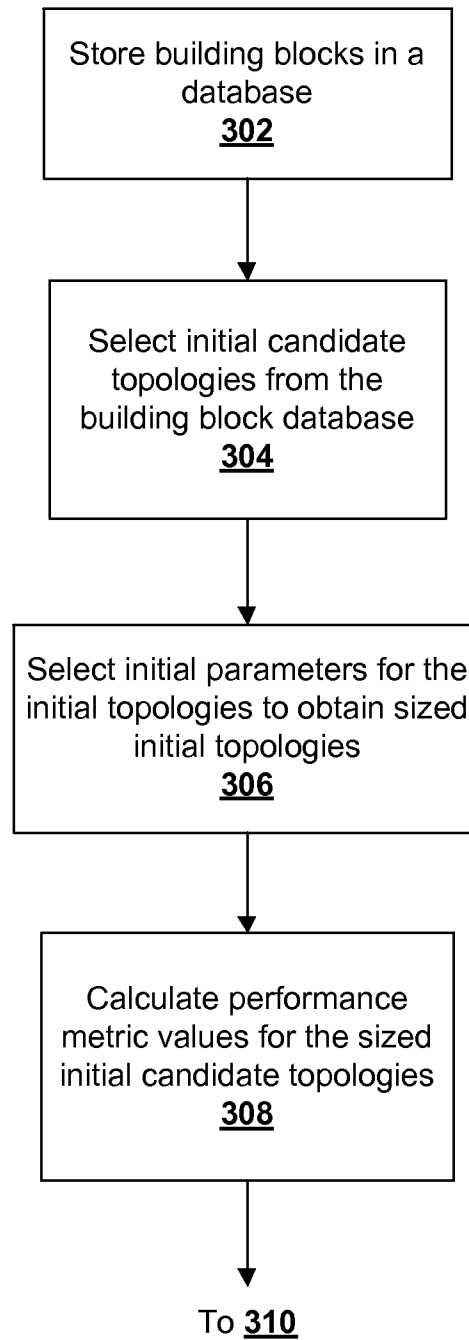 Store building blocks in a
database
302
Select initial candidate
topologies from the
building block database
304
Select initial parameters for the
initial topologies to obtain sized
initial topologies
306
Calculate performance
metric values for the sized
initial candidate topologies
308
To 310